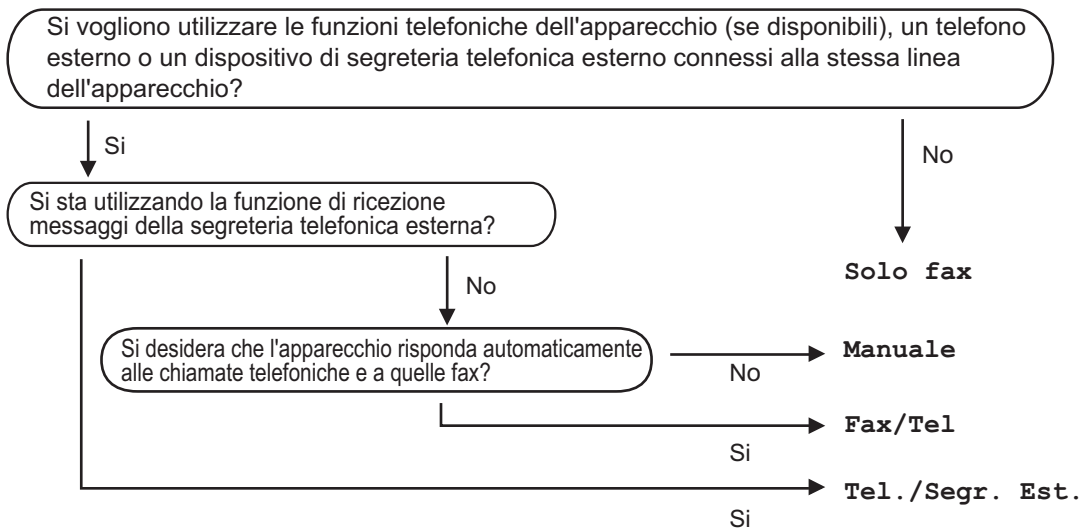 Si vogliono utilizzare le funzioni telefoniche dell'apparecchio (se disponibili), un telefono
esterno o un dispositivo di segreteria telefonica esterno connessi alla stessa linea
dell'apparecchio?
Si
No
Si sta utilizzando la funzione di ricezione
messaggi della segreteria telefonica esterna?
Solo fax
No
Si desidera che l'apparecchio risponda automaticamente
alle chiamate telefoniche e a quelle fax?
No
Manuale
Si
Fax/Tel
Si
Tel./Segr. Est.